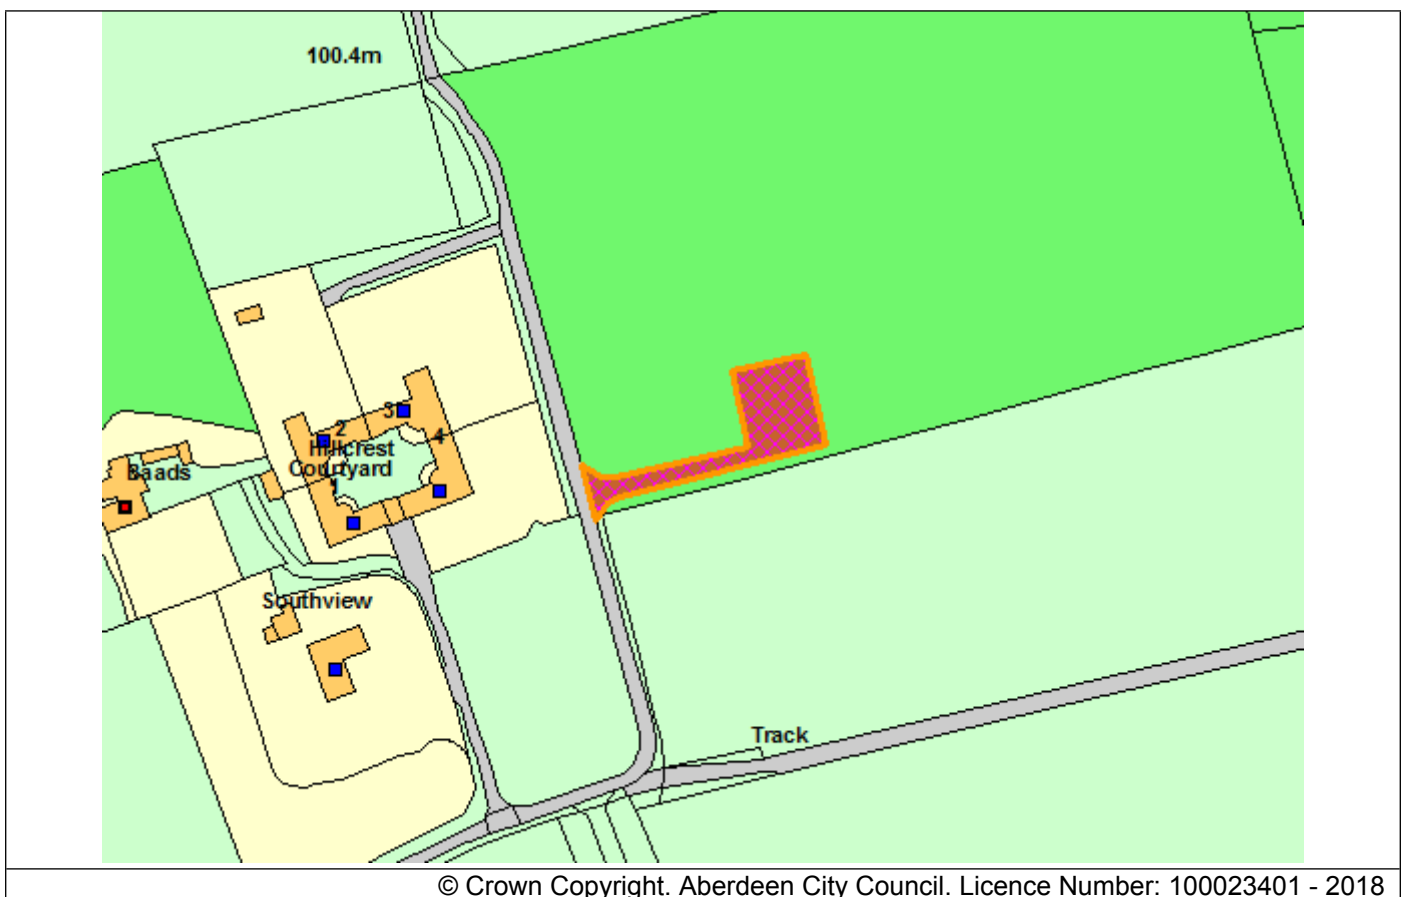 100.4m
3
2
4
Hillcrest
Courtyard
Baads
1
Southview
Track
© Crown Copyright. Aberdeen City Council. Licence Number: 100023401 - 2018